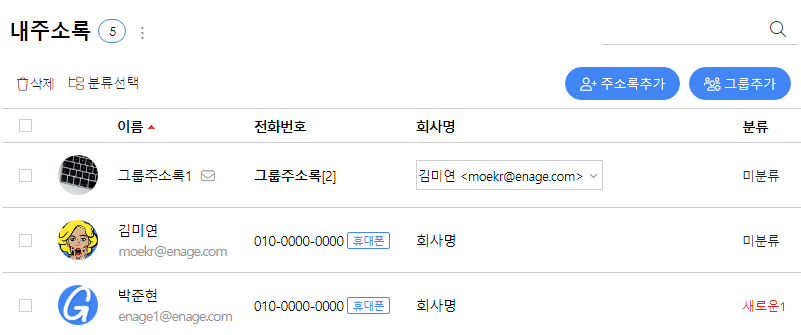 내주소록 5
삭제 분류선택 주소록추가 그룹추가
이름 전화번호 회사명 분류
그룹주소록1 그룹주소록[2] 김미연 <moekr@enage.com> 미분류
김미연
moekr@enage.com
010-0000-0000 휴대폰 회사명 미분류
박준현
enage1@enage.com
010-0000-0000 휴대폰 회사명 새로운1